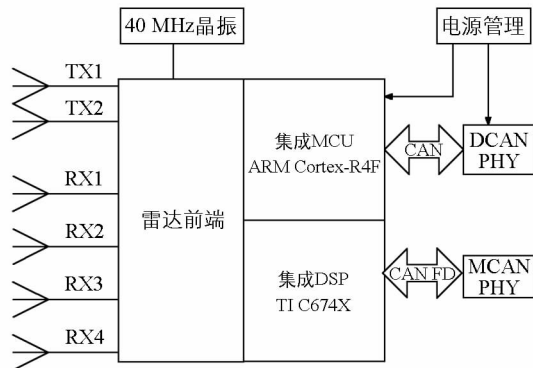 40 MHz晶振
电源管理
TX1
TX2
RX1
RX2
RX3
RX4
雷达前端
集成MCU
ARM Cortex-R4F
集成DSP
TI C674X
CAN
DCAN
PHY
CAN FD
MCAN
PHY